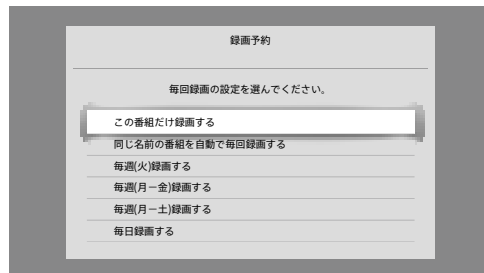 録画予約
毎回録画の設定を選んでください。
この番組だけ録画する
同じ名前の番組を自動で毎回録画する
毎週(火)録画する
毎週(月－金)録画する
毎週(月－土)録画する
毎日録画する